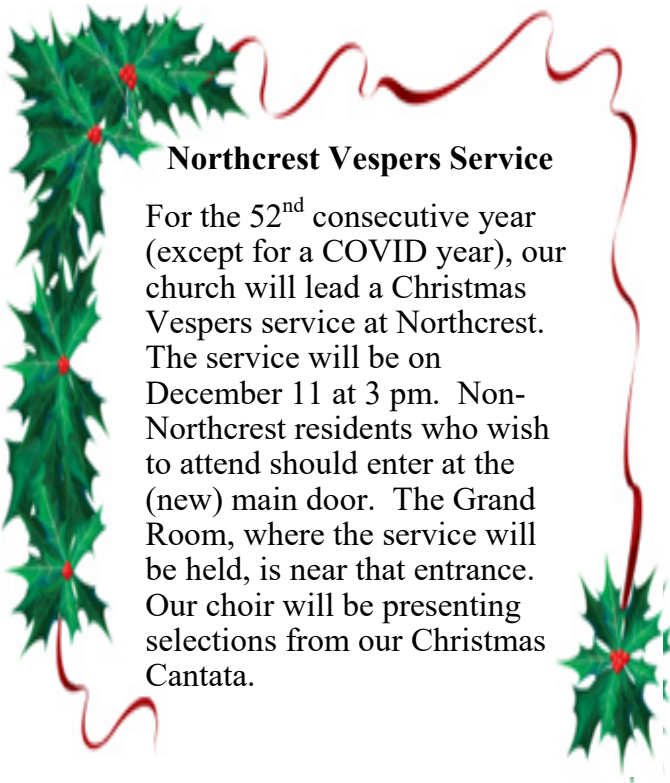 Northcrest Vespers Service
For the 52nd consecutive year
(except for a COVID year), our
church will lead a Christmas
Vespers service at Northcrest.
The service will be on
December 11 at 3 pm.  Non-
Northcrest residents who wish
to attend should enter at the
(new) main door.  The Grand
Room, where the service will
be held, is near that entrance.
Our choir will be presenting
selections from our Christmas
Cantata.